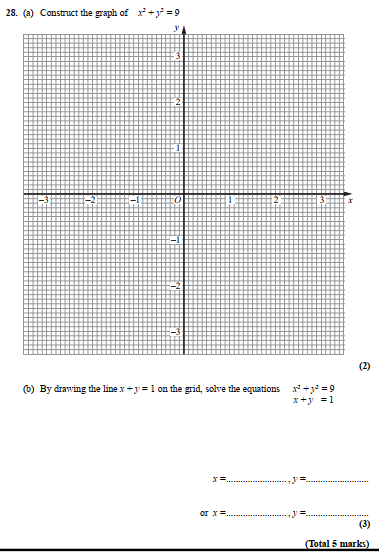 28. (a) Construct the graph of x² + y² = 9
y
3
2
1
–3 –2 –1 O 1 2 3 x
–1
–2
–3
(2)
(b) By drawing the line x + y = 1 on the grid, solve the equations x² + y² = 9
x + y = 1
x =........................., y =.........................
or x =........................., y =.........................
(3)
(Total 5 marks)